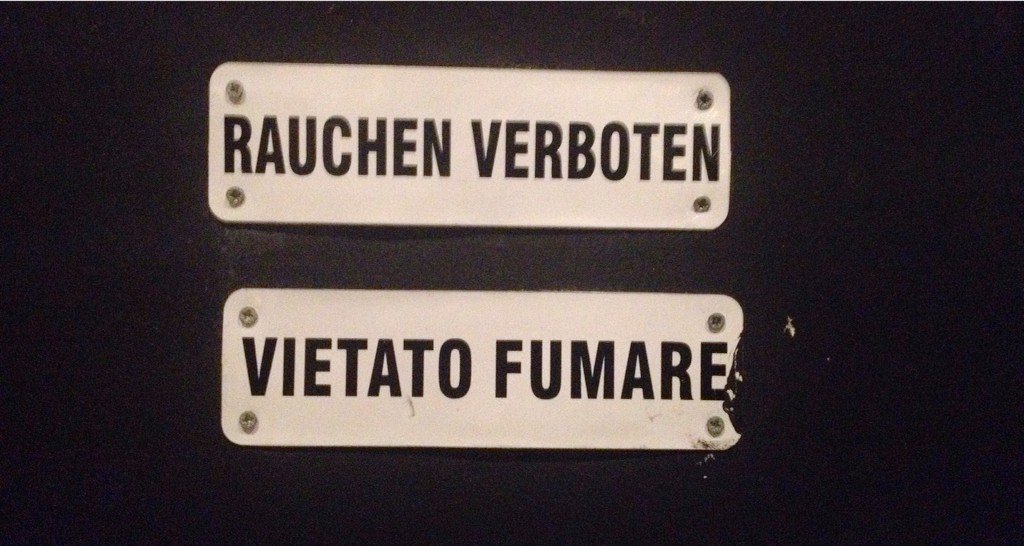 RAUCHEN VERBOTEN
VIETATO FUMARE